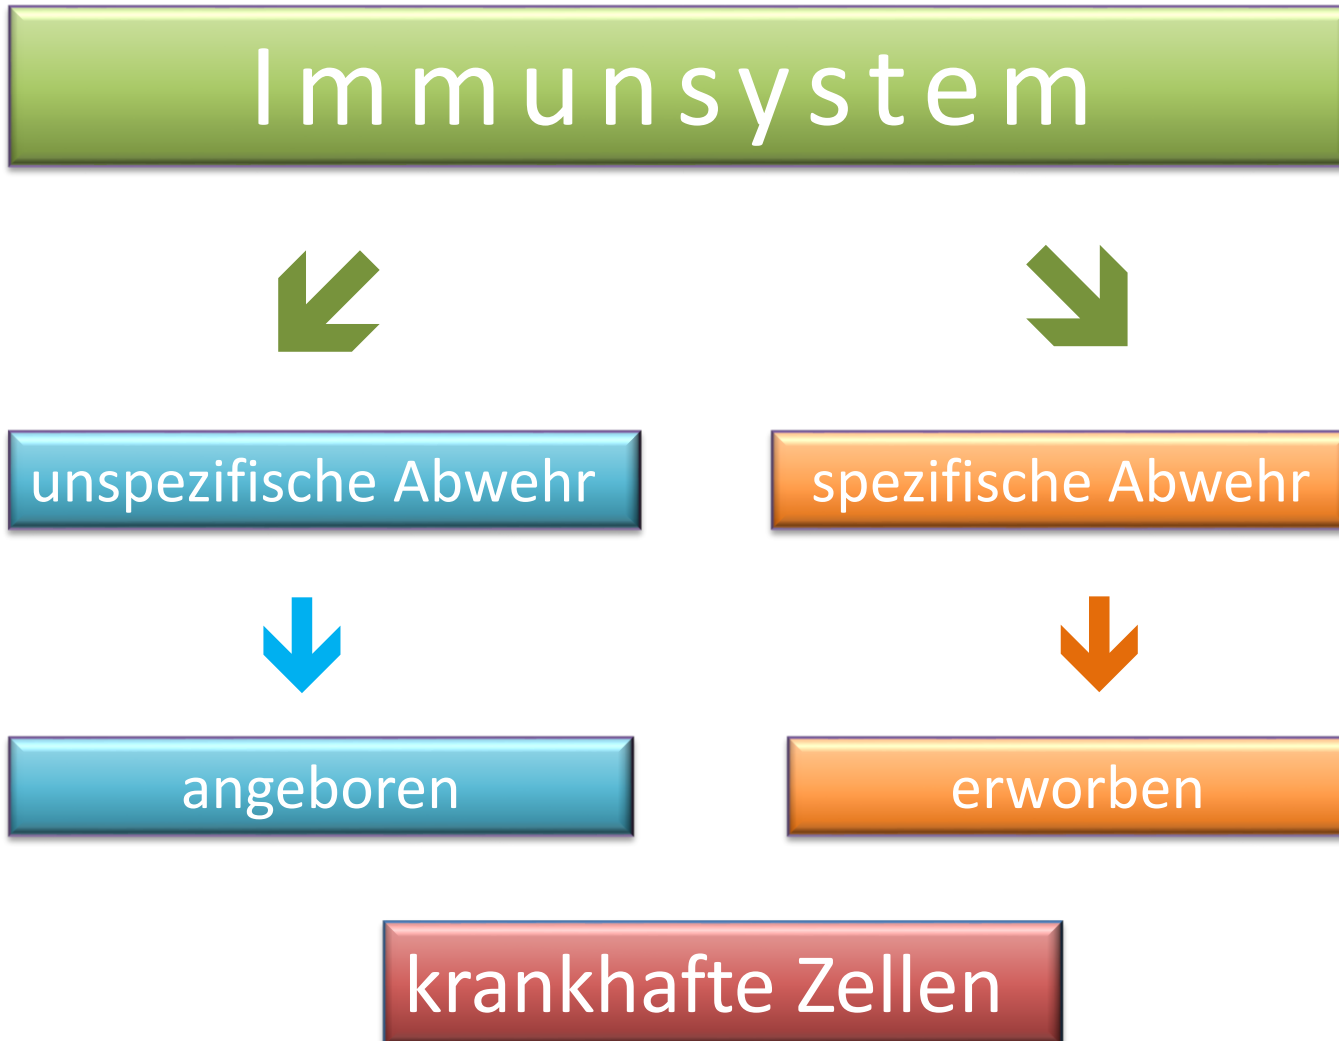 Immunsystem
unspezifische Abwehr
spezifische Abwehr
angeboren
erworben
krankhafte Zellen